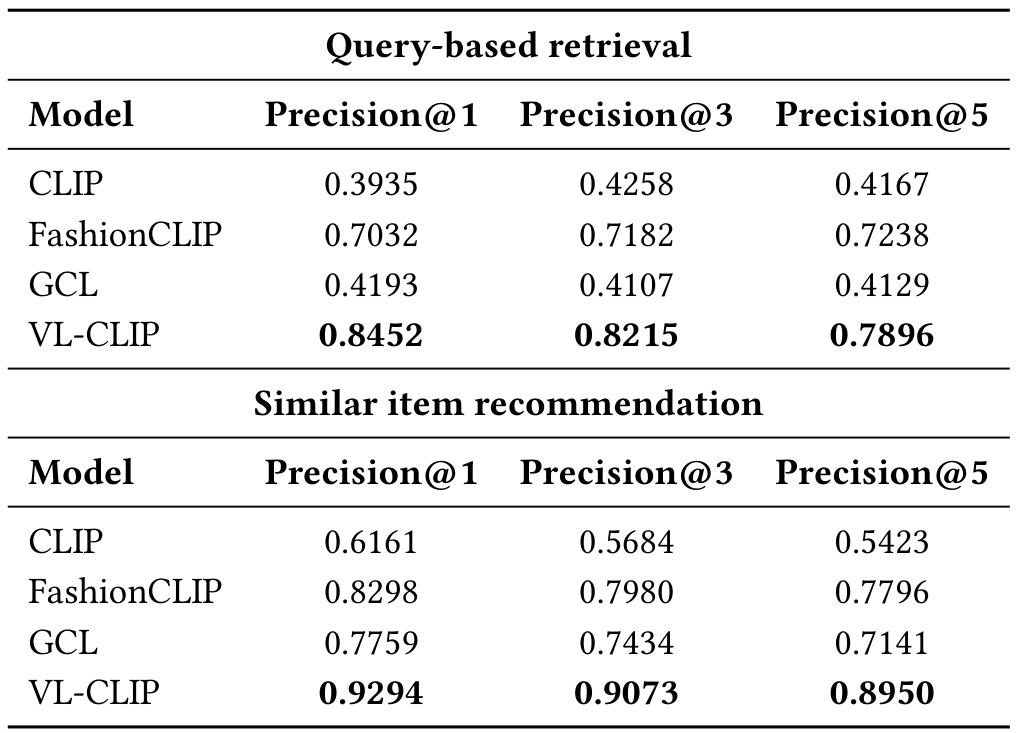 Query-based retrieval
Model Precision@1 Precision@3 Precision@5
CLIP 0.3935 0.4258 0.4167
FashionCLIP 0.7032 0.7182 0.7238
GCL 0.4193 0.4107 0.4129
VL-CLIP 0.8452 0.8215 0.7896
Similar item recommendation
Model Precision@1 Precision@3 Precision@5
CLIP 0.6161 0.5684 0.5423
FashionCLIP 0.8298 0.7980 0.7796
GCL 0.7759 0.7434 0.7141
VL-CLIP 0.9294 0.9073 0.8950